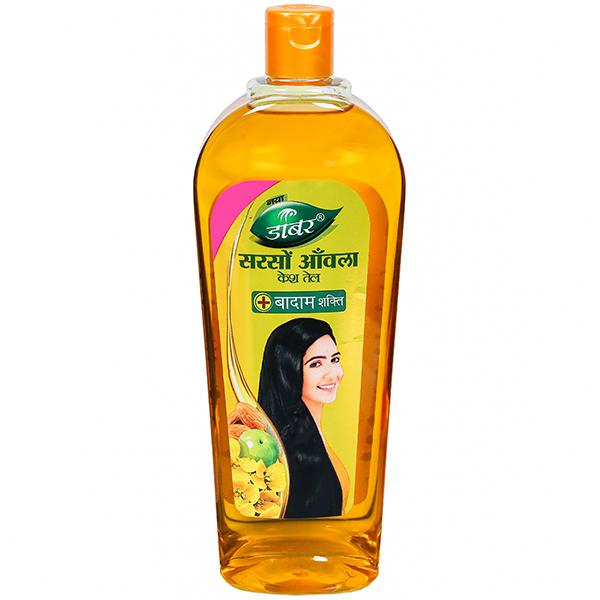 नया
डाबर®
सरसों आँवला
केश तेल
+ बादाम शक्ति